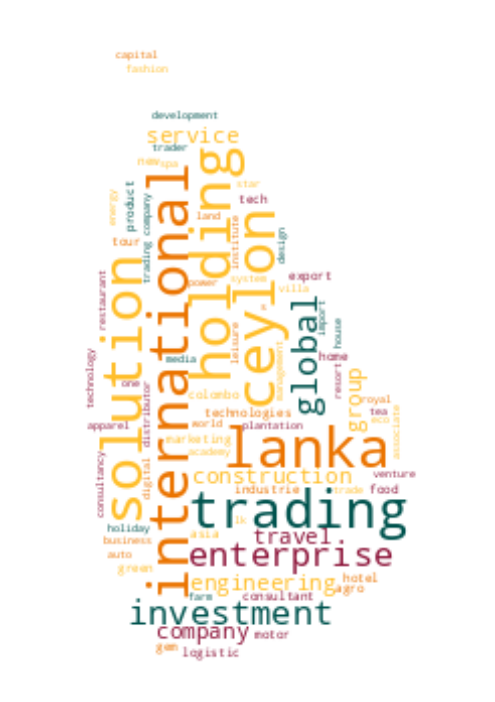 capital
fashion
development
service
trader
new
spa
holding
international
star
product
tech
energy
trading company
land
institute
design
tour
ceylon
solution
system
export
power
villa
restaurant
global
import
house
leisure
media
home
management
technology
one
resort
group
distributor
colombo
royal
technologies
tea
eco
associate
apparel
world
plantation
lanka
marketing
academy
consultancy
digital
construction
venture
industrie
trade
food
trading
lk
holiday
asia
travel
business
auto
enterprise
green
engineering
hotel
agro
farm
consultant
investment
company
motor
gem
logistic